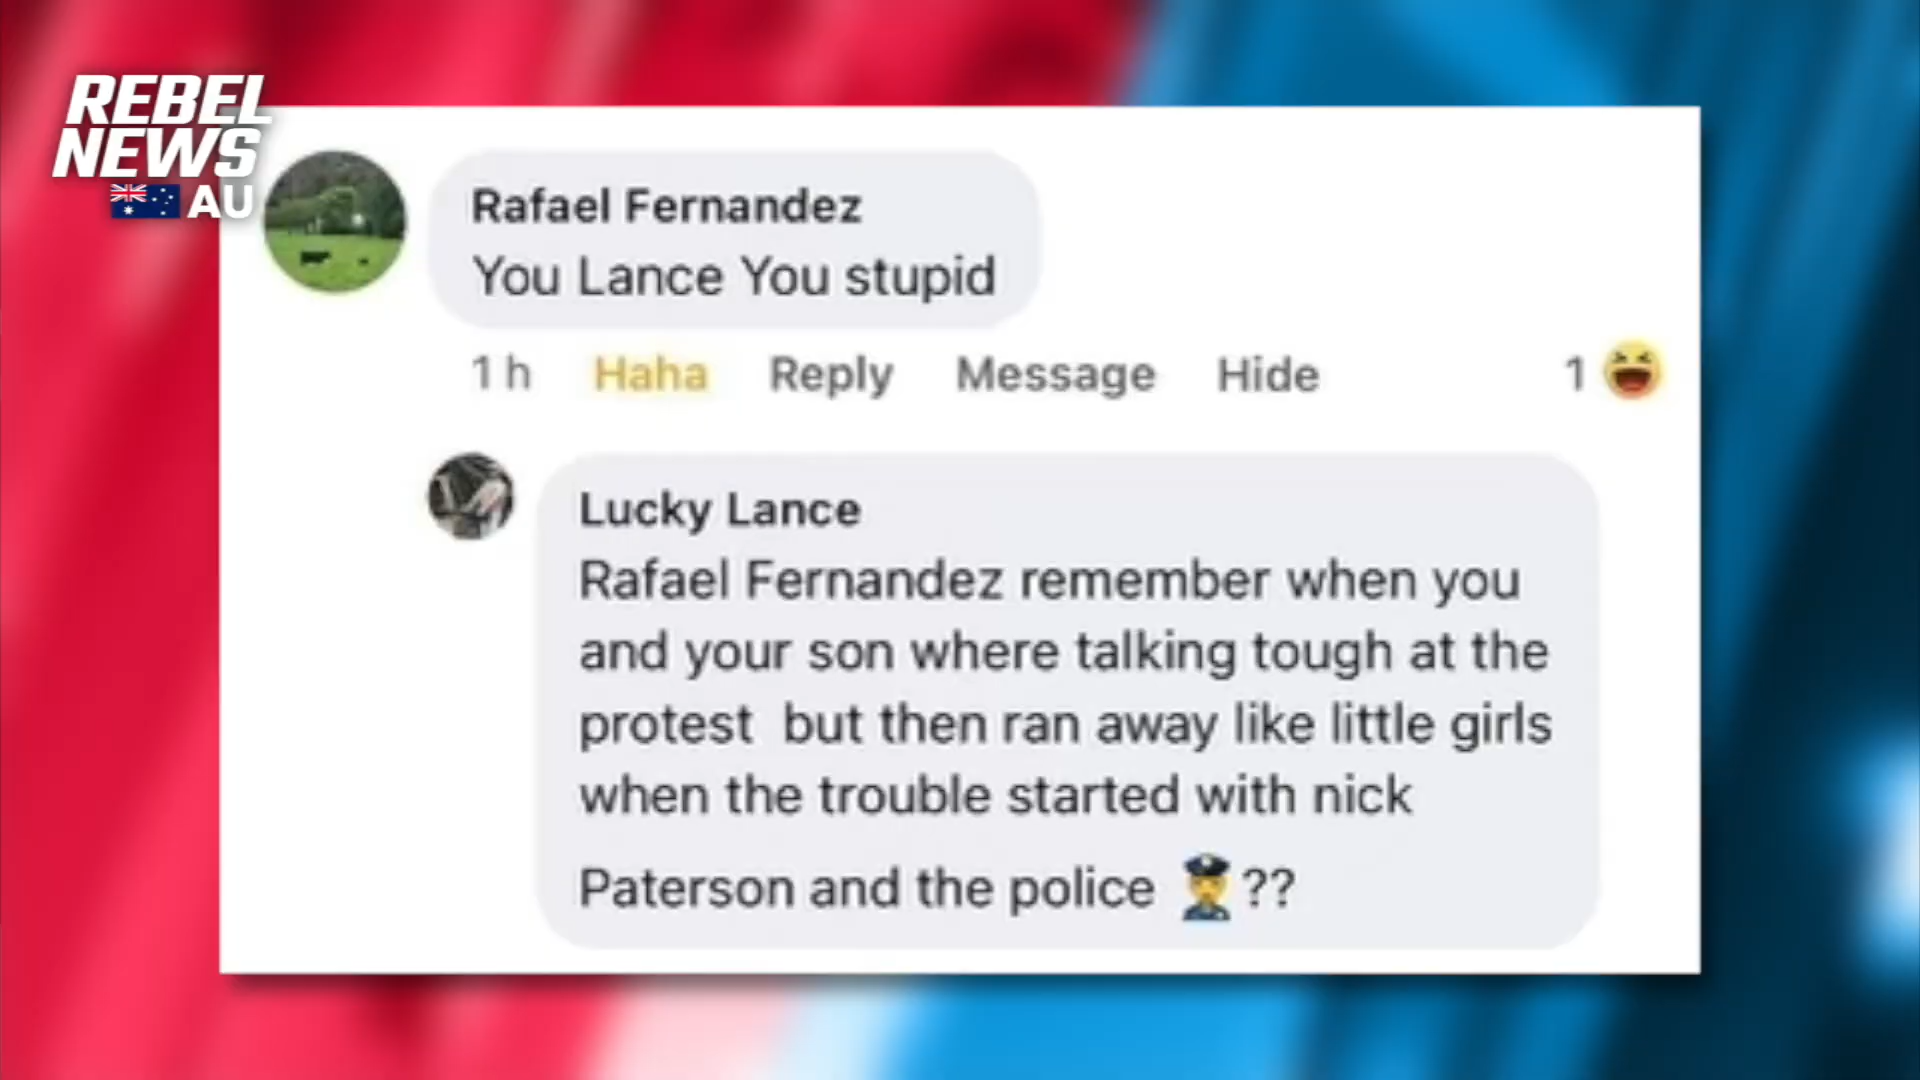 REBEL
NEWS
AU
Rafael Fernandez
You Lance You stupid
1 h Haha Reply Message Hide 1
Lucky Lance
Rafael Fernandez remember when you
and your son where talking tough at the
protest but then ran away like little girls
when the trouble started with nick
Paterson and the police 👮??